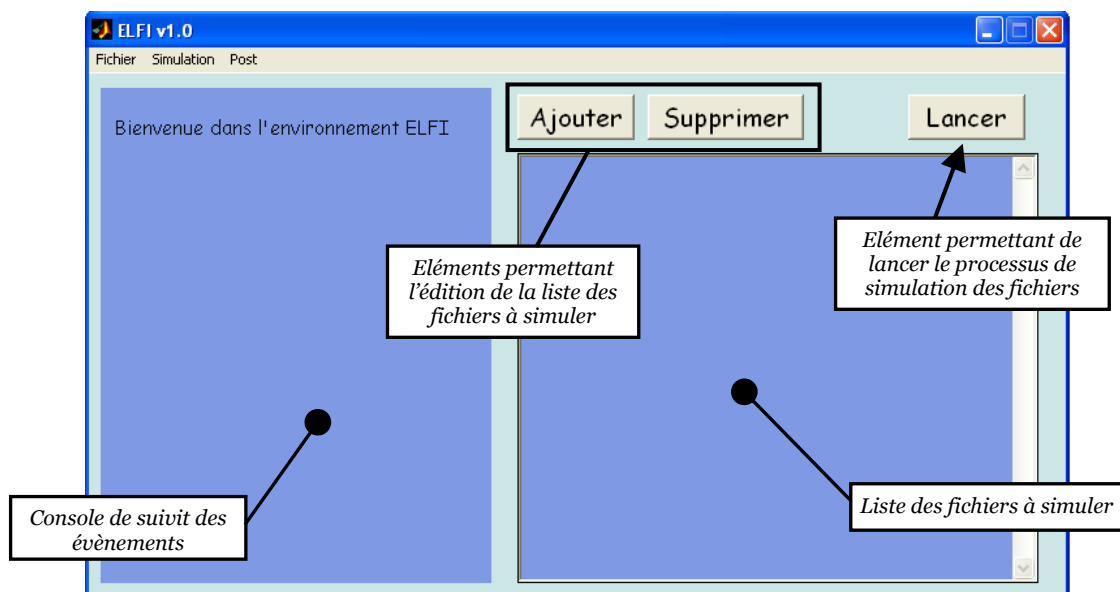 ELFI v1.0
Fichier Simulation Post
Bienvenue dans l'environnement ELFI
Ajouter Supprimer Lancer
Eléments permettant
l'édition de la liste des
fichiers à simuler
Elément permettant de
lancer le processus de
simulation des fichiers
Console de suivit des
évènements
Liste des fichiers à simuler